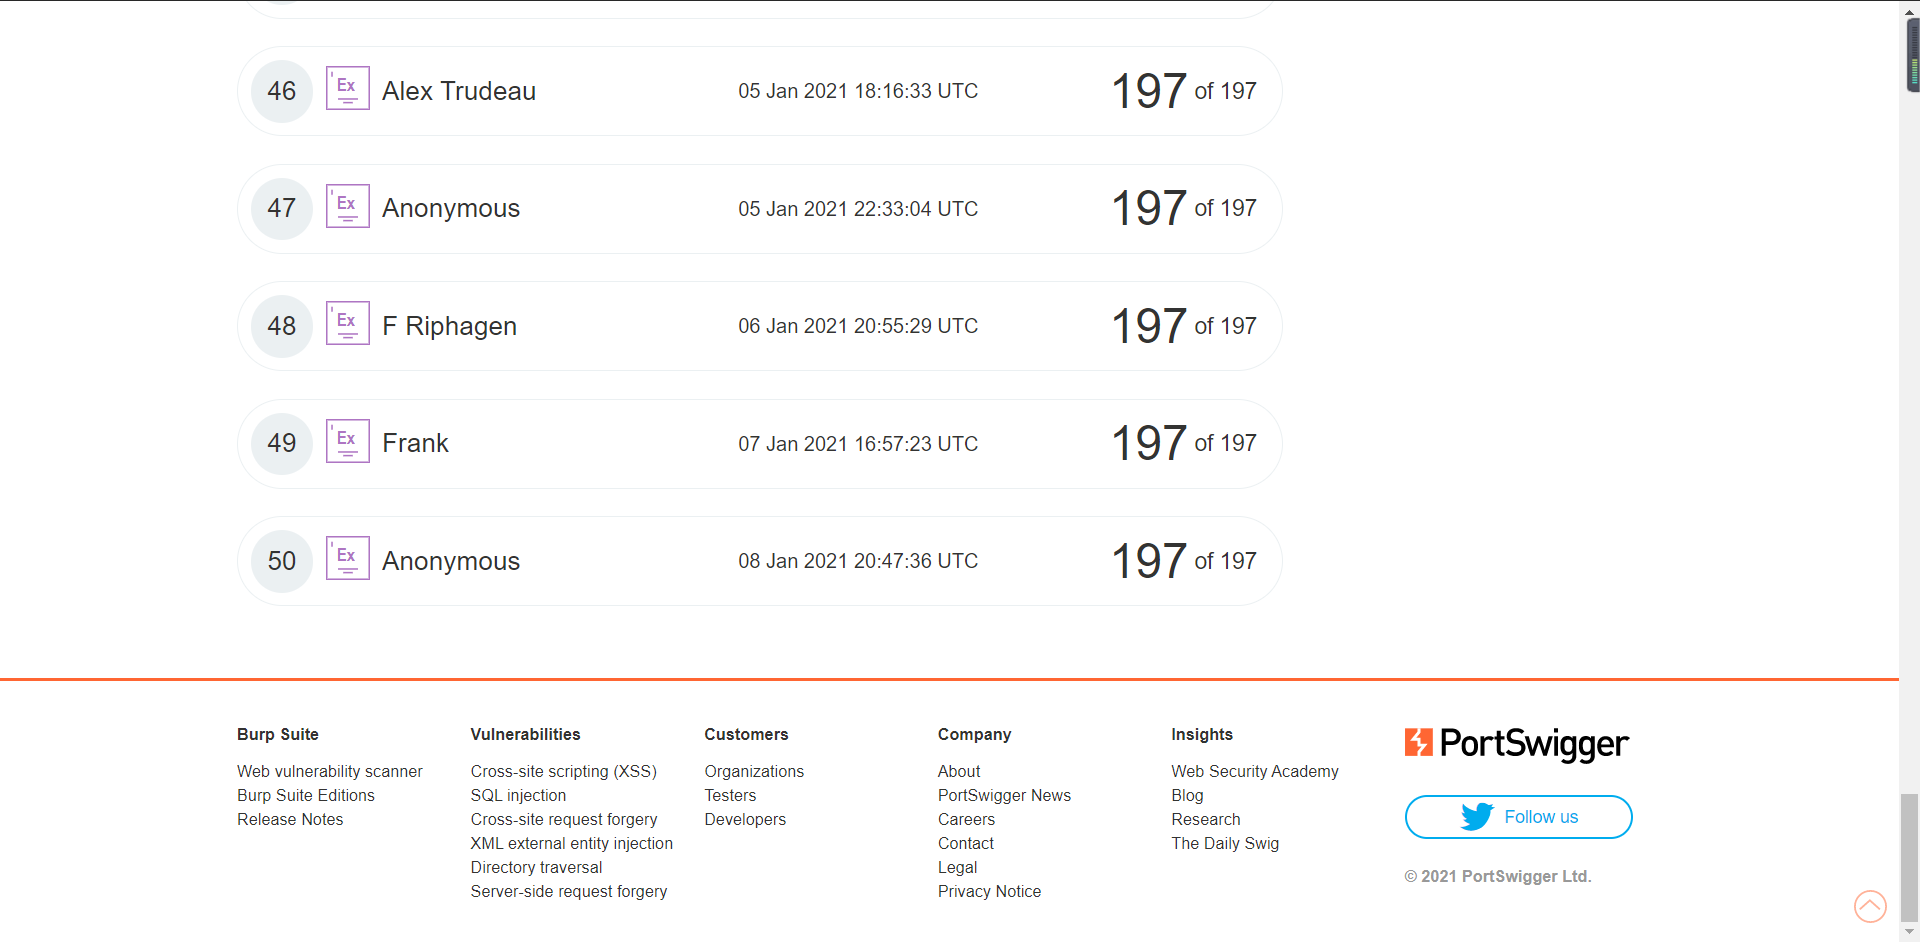 46 Ex Alex Trudeau 05 Jan 2021 18:16:33 UTC 197 of 197
47 Ex Anonymous 05 Jan 2021 22:33:04 UTC 197 of 197
48 Ex F Riphagen 06 Jan 2021 20:55:29 UTC 197 of 197
49 Ex Frank 07 Jan 2021 16:57:23 UTC 197 of 197
50 Ex Anonymous 08 Jan 2021 20:47:36 UTC 197 of 197
Burp Suite
Web vulnerability scanner
Burp Suite Editions
Release Notes
Vulnerabilities
Cross-site scripting (XSS)
SQL injection
Cross-site request forgery
XML external entity injection
Directory traversal
Server-side request forgery
Customers
Organizations
Testers
Developers
Company
About
PortSwigger News
Careers
Contact
Legal
Privacy Notice
Insights
Web Security Academy
Blog
Research
The Daily Swig
PortSwigger
Follow us
© 2021 PortSwigger Ltd.